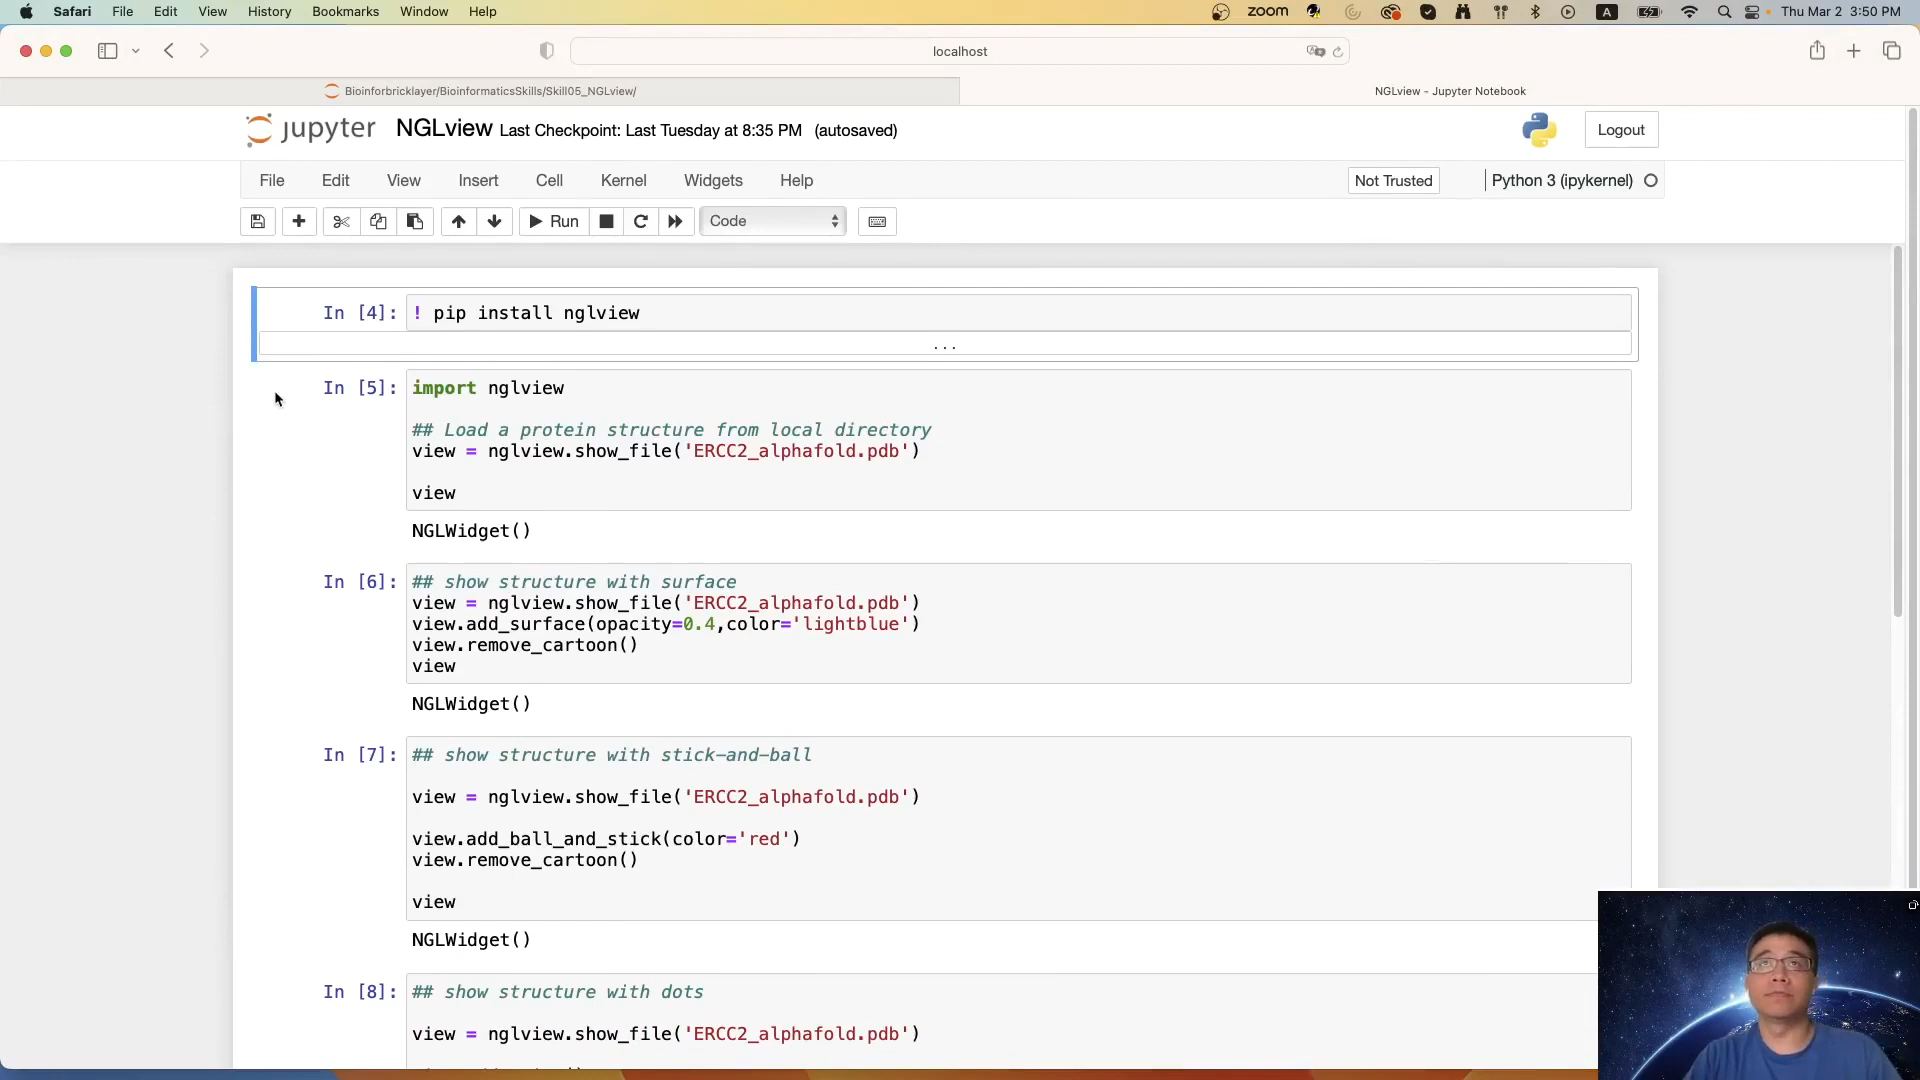 Safari File Edit View History Bookmarks Window Help zoom A Thu Mar 2 3:50 PM
localhost
Bioinforbricklayer/BioinformaticsSkills/Skill05_NGLview/ NGLview - Jupyter Notebook
jupyter NGLview Last Checkpoint: Last Tuesday at 8:35 PM (autosaved) Logout
File Edit View Insert Cell Kernel Widgets Help Not Trusted Python 3 (ipykernel)
Run Code
In [4]: ! pip install nglview
...
In [5]: import nglview
## Load a protein structure from local directory
view = nglview.show_file('ERCC2_alphafold.pdb')
view
NGLWidget()
In [6]: ## show structure with surface
view = nglview.show_file('ERCC2_alphafold.pdb')
view.add_surface(opacity=0.4,color='lightblue')
view.remove_cartoon()
view
NGLWidget()
In [7]: ## show structure with stick-and-ball
view = nglview.show_file('ERCC2_alphafold.pdb')
view.add_ball_and_stick(color='red')
view.remove_cartoon()
view
NGLWidget()
In [8]: ## show structure with dots
view = nglview.show_file('ERCC2_alphafold.pdb')